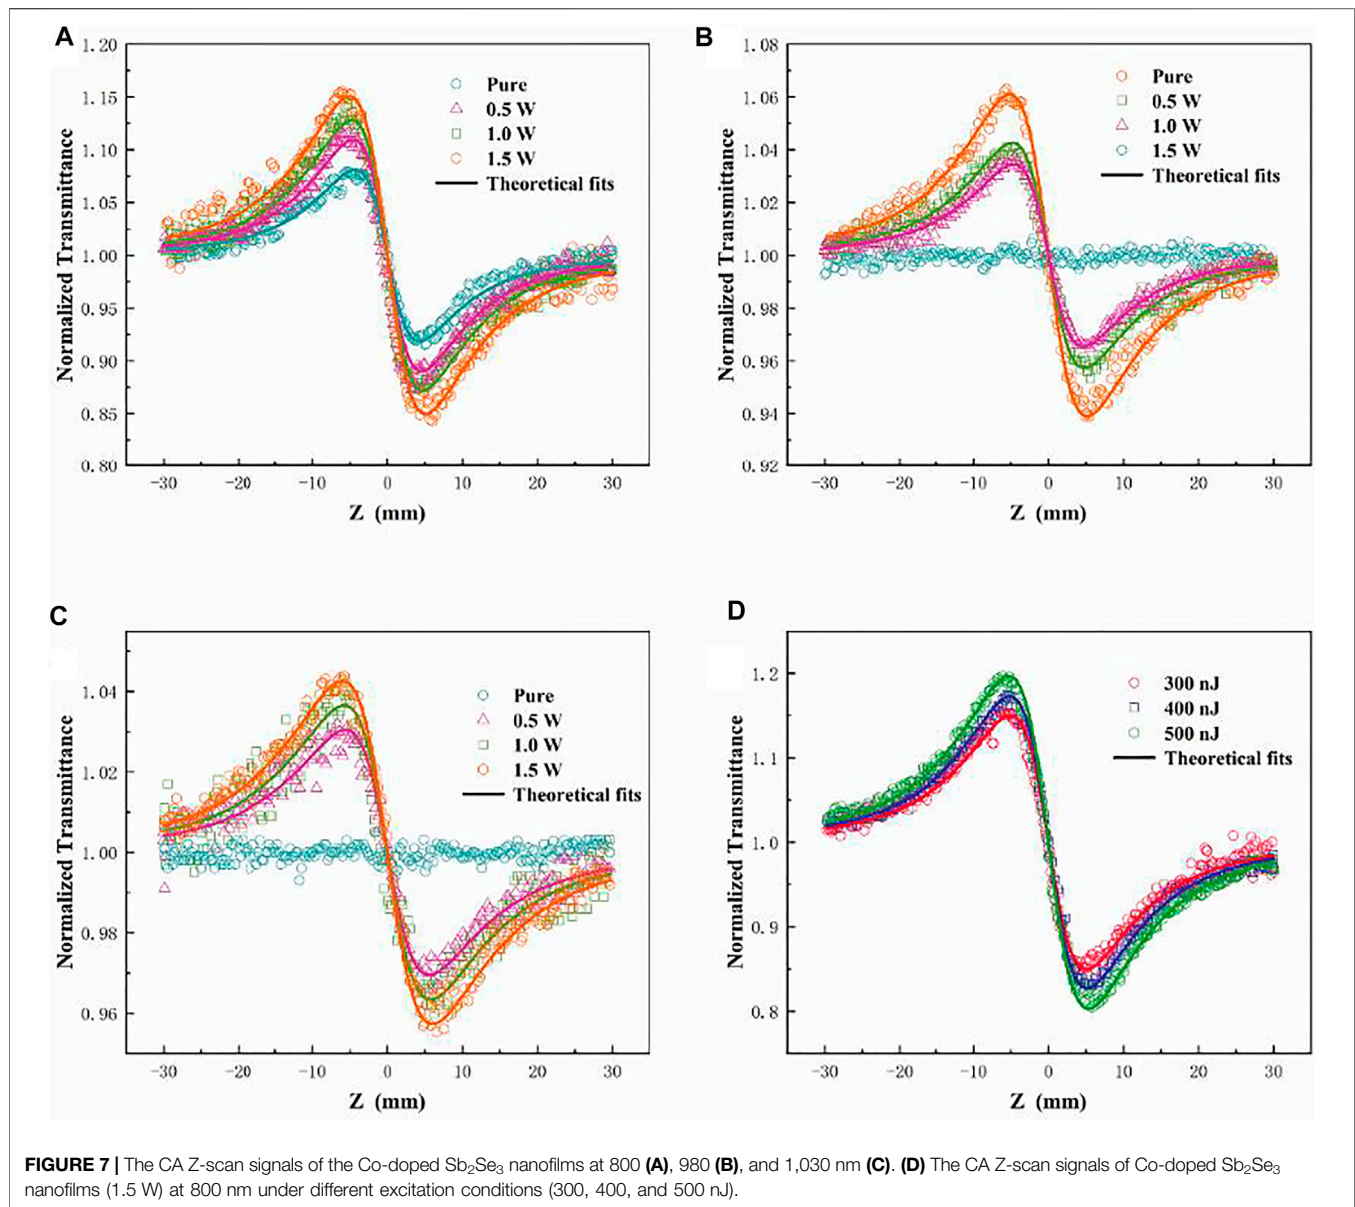 A
1.20
1.15
1.10
1.05
1.00
0.95
0.90
0.85
0.80
Normalized Transmittance
Pure
0.5 W
1.0 W
1.5 W
Theoretical fits
-30 -20 -10 0 10 20 30
Z (mm)
B
1.08
1.06
1.04
1.02
1.00
0.98
0.96
0.94
0.92
Normalized Transmittance
Pure
0.5 W
1.0 W
1.5 W
Theoretical fits
-30 -20 -10 0 10 20 30
Z (mm)
C
1.04
1.02
1.00
0.98
0.96
Normalized Transmittance
Pure
0.5 W
1.0 W
1.5 W
Theoretical fits
-30 -20 -10 0 10 20 30
Z (mm)
D
1.2
1.1
1.0
0.9
0.8
Normalized Transmittance
300 nJ
400 nJ
500 nJ
Theoretical fits
-30 -20 -10 0 10 20 30
Z (mm)
FIGURE 7 | The CA Z-scan signals of the Co-doped Sb₂Se₃ nanofilms at 800 (A), 980 (B), and 1,030 nm (C). (D) The CA Z-scan signals of Co-doped Sb₂Se₃
nanofilms (1.5 W) at 800 nm under different excitation conditions (300, 400, and 500 nJ).